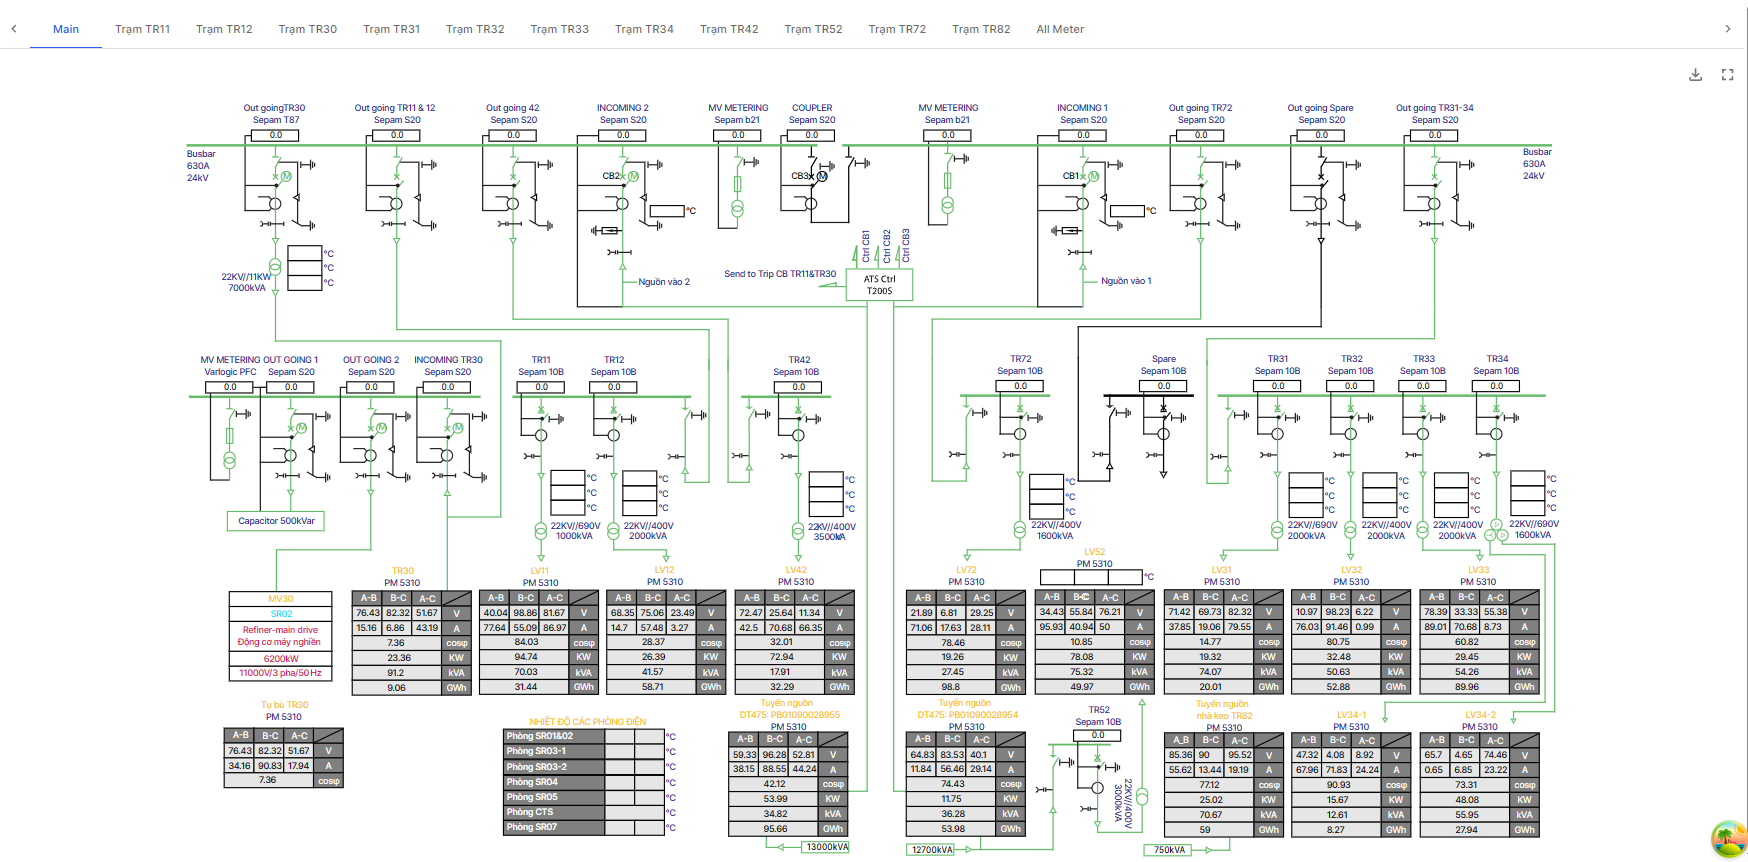 Main Trạm TR11 Trạm TR12 Trạm TR30 Trạm TR31 Trạm TR32 Trạm TR33 Trạm TR34 Trạm TR42 Trạm TR52 Trạm TR72 Trạm TR82 All Meter
Out goingTR30 Out going TR11 & 12 Out going 42 INCOMING 2 MV METERING COUPLER MV METERING INCOMING 1 Out going TR72 Out going Spare Out going TR31-34
Sepam T87 Sepam S20 Sepam S20 Sepam S20 Sepam b21 Sepam S20 Sepam b21 Sepam S20 Sepam S20 Sepam S20 Sepam S20
0.0 0.0 0.0 0.0 0.0 0.0 0.0 0.0 0.0 0.0 0.0
Busbar
630A
24kV
Busbar
630A
24kV
M CB2 M CB3 M CB1 M
°C °C
Ctrl CB1
Ctrl CB2
Ctrl CB3
°C
°C
°C
22KV//11KW
7000kVA
Nguồn vào 2
Send to Trip CB TR11&TR30
ATS Ctrl
T200S
Nguồn vào 1
MV METERING OUT GOING 1 OUT GOING 2 INCOMING TR30 TR11 TR12 TR42 TR72 Spare TR31 TR32 TR33 TR34
Varlogic PFC Sepam S20 Sepam S20 Sepam S20 Sepam 10B Sepam 10B Sepam 10B Sepam 10B Sepam 10B Sepam 10B Sepam 10B Sepam 10B Sepam 10B
0.0 0.0 0.0 0.0 0.0 0.0 0.0 0.0 0.0 0.0 0.0 0.0 0.0
M M M
°C °C °C °C °C °C °C °C
°C °C °C °C °C °C °C °C
°C °C °C °C °C °C °C °C
Capacitor 500kVar
22KV//690V
1000kVA
22KV//400V
2000kVA
22KV//400V
3500kVA
22KV//400V
1600kVA
22KV//690V
2000kVA
22KV//400V
2000kVA
22KV//400V
2000kVA
22KV//690V
1600kVA
MV30
SR02
Refiner-main drive
Động cơ máy nghiền
6200kW
11000V/3 pha/50 Hz
TR30
PM 5310
A-B B-C A-C
76.43 82.32 51.67 V
15.16 6.86 43.19 A
7.36 cosφ
23.36 KW
91.2 kVA
9.06 GWh
LV11
PM 5310
A-B B-C A-C
40.04 98.86 81.67 V
77.64 55.09 86.97 A
84.03 cosφ
94.74 KW
70.03 kVA
31.44 GWh
LV12
PM 5310
A-B B-C A-C
68.35 75.06 23.49 V
14.7 57.48 3.27 A
28.37 cosφ
26.39 KW
41.57 kVA
58.71 GWh
LV42
PM 5310
A-B B-C A-C
72.47 25.64 11.34 V
42.5 70.68 66.35 A
32.01 cosφ
72.94 KW
17.91 kVA
32.29 GWh
LV72
PM 5310
A-B B-C A-C
21.89 6.81 29.25 V
71.06 17.63 28.11 A
78.46 cosφ
19.26 KW
27.45 kVA
98.8 GWh
LV52
PM 5310
°C
A-B B-C A-C
34.43 55.84 76.21 V
95.93 40.94 50 A
10.85 cosφ
78.08 KW
75.32 kVA
49.97 GWh
LV31
PM 5310
A-B B-C A-C
71.42 69.73 82.32 V
37.85 19.06 79.55 A
14.77 cosφ
19.32 KW
74.07 kVA
20.01 GWh
LV32
PM 5310
A-B B-C A-C
10.97 98.23 6.22 V
76.03 91.46 0.99 A
80.75 cosφ
32.48 KW
50.63 kVA
52.88 GWh
LV33
PM 5310
A-B B-C A-C
78.39 33.33 55.38 V
89.01 70.68 8.73 A
60.82 cosφ
29.45 KW
54.26 kVA
89.96 GWh
Tụ bù TR30
PM 5310
A-B B-C A-C
76.43 82.32 51.67 V
34.16 90.83 17.94 A
7.36 cosφ
NHIỆT ĐỘ CÁC PHÒNG ĐIỆN
Phòng SR01&02 °C
Phòng SR03-1 °C
Phòng SR03-2 °C
Phòng SR04 °C
Phòng SR05 °C
Phòng CTS °C
Phòng SR07 °C
Tuyến nguồn
DT475: PB01090028955
PM 5310
A-B B-C A-C
59.33 96.28 52.81 V
38.15 88.55 44.24 A
42.12 cosφ
53.99 KW
34.82 kVA
95.66 GWh
13000kVA
Tuyến nguồn
DT475: PB01090028954
PM 5310
A-B B-C A-C
64.83 83.53 40.1 V
11.84 56.46 29.14 A
74.43 cosφ
11.75 KW
36.28 kVA
53.98 GWh
12700kVA
TR52
Sepam 10B
0.0
22KV//400V
3000kVA
Tuyến nguồn
nhà keo TR82
PM 5310
A_B B-C A-C
85.36 90 95.52 V
55.62 13.44 19.19 A
77.12 cosφ
25.02 KW
70.67 kVA
59 GWh
750kVA
LV34-1
PM 5310
A-B B-C A-C
47.32 4.08 8.92 V
67.96 71.83 24.24 A
90.93 cosφ
15.67 KW
12.61 kVA
8.27 GWh
LV34-2
PM 5310
A-B B-C A-C
65.7 4.65 74.46 V
0.65 6.85 23.22 A
73.31 cosφ
48.08 KW
55.95 kVA
27.94 GWh